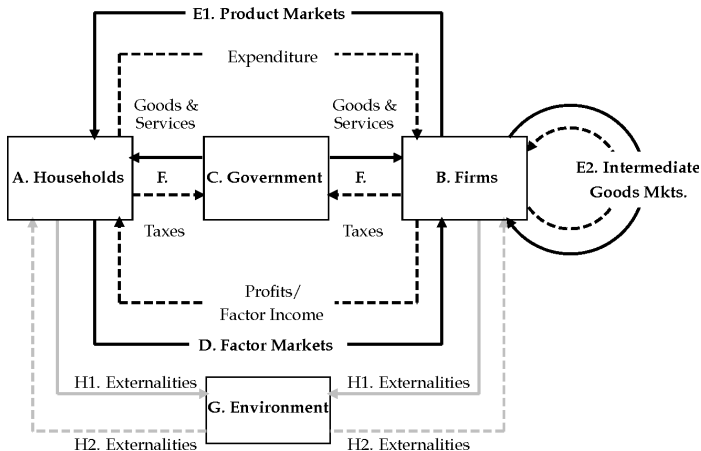 E1. Product Markets
Expenditure
Goods &
Services
Goods &
Services
A. Households
F.
C. Government
F.
B. Firms
E2. Intermediate
Goods Mkts.
Taxes
Taxes
Profits/
Factor Income
D. Factor Markets
H1. Externalities
H1. Externalities
G. Environment
H2. Externalities
H2. Externalities